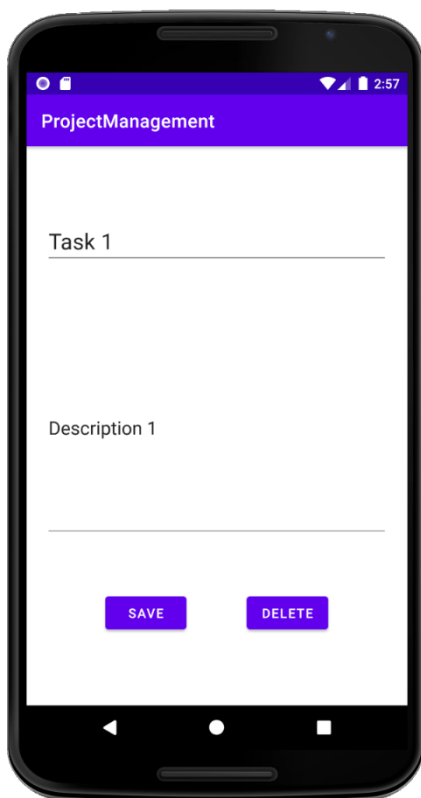 2:57
ProjectManagement
Task 1
Description 1
SAVE DELETE